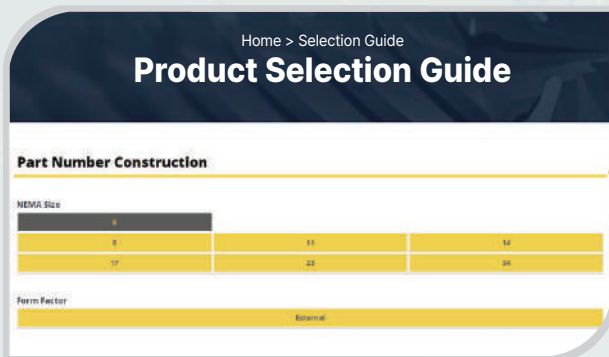 Home > Selection Guide
Product Selection Guide
Part Number Construction
NEMA Size
8 11 14
17 23
Form Factor
External